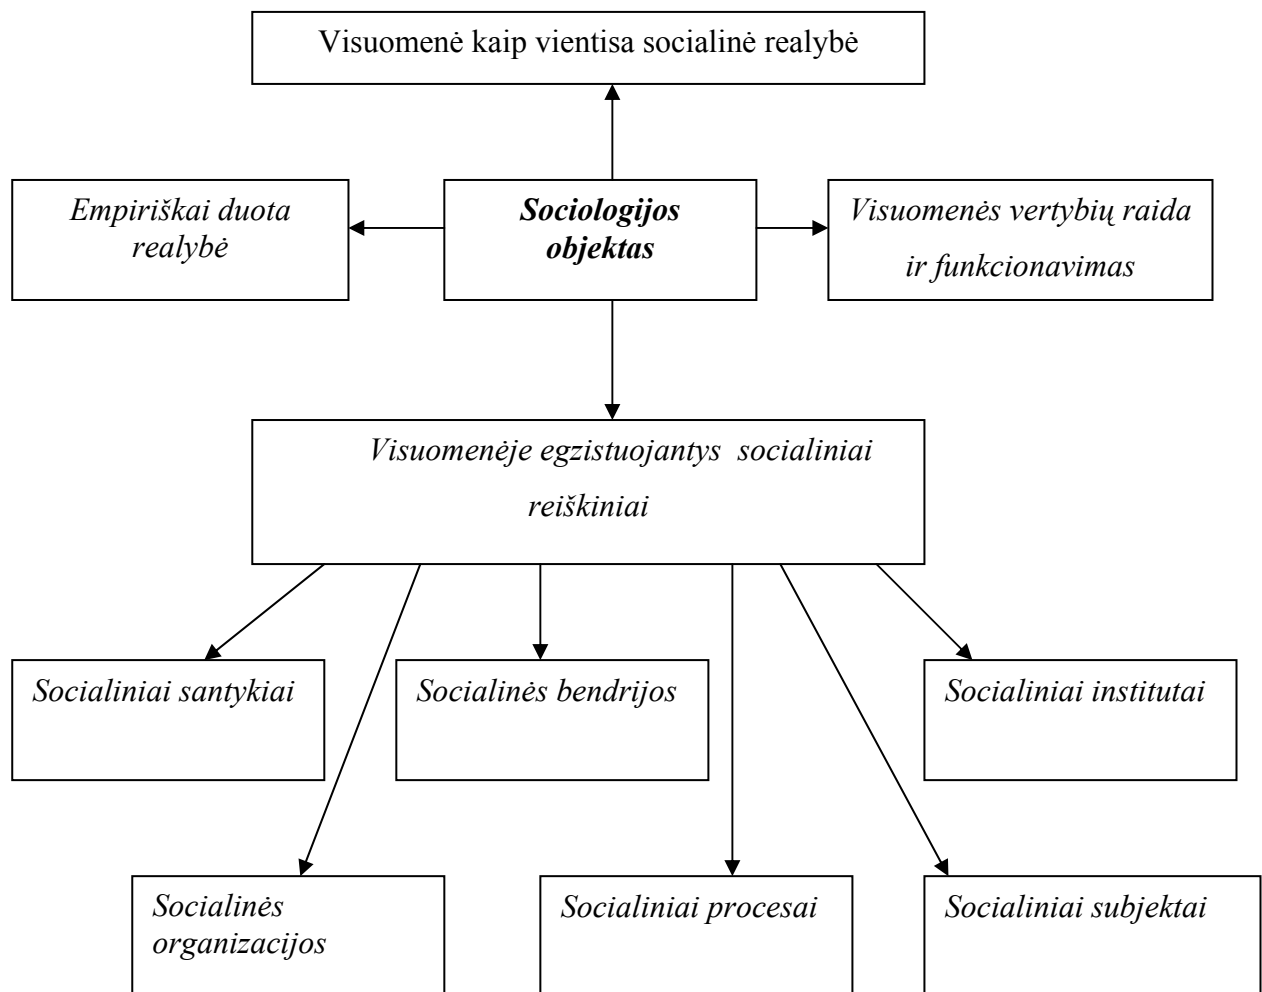 Visuomenė kaip vientisa socialinė realybė
Empiriškai duota
realybė
Sociologijos
objektas
Visuomenės vertybių raida
ir funkcionavimas
Visuomenėje egzistuojantys socialiniai
reiškiniai
Socialiniai santykiai
Socialinės bendrijos
Socialiniai institutai
Socialinės
organizacijos
Socialiniai procesai
Socialiniai subjektai